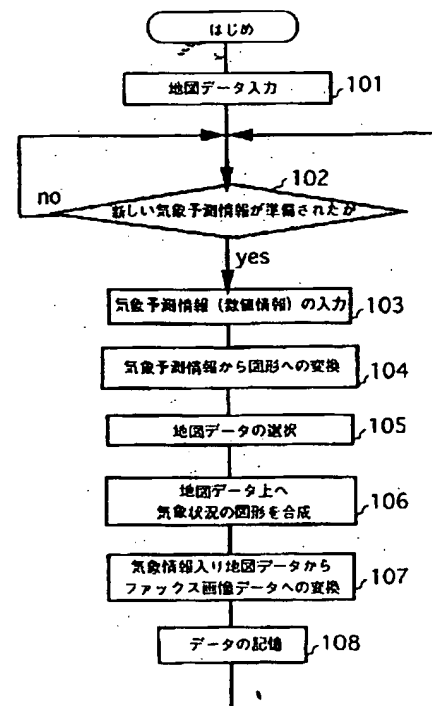 はじめ
地図データ入力
101
102
新しい気象予測情報が準備されたか
no
yes
気象予測情報（数値情報）の入力
103
気象予測情報から図形への変換
104
地図データの選択
105
地図データ上へ
気象状況の図形を合成
106
気象情報入り地図データから
ファックス画像データへの変換
107
データの記憶
108